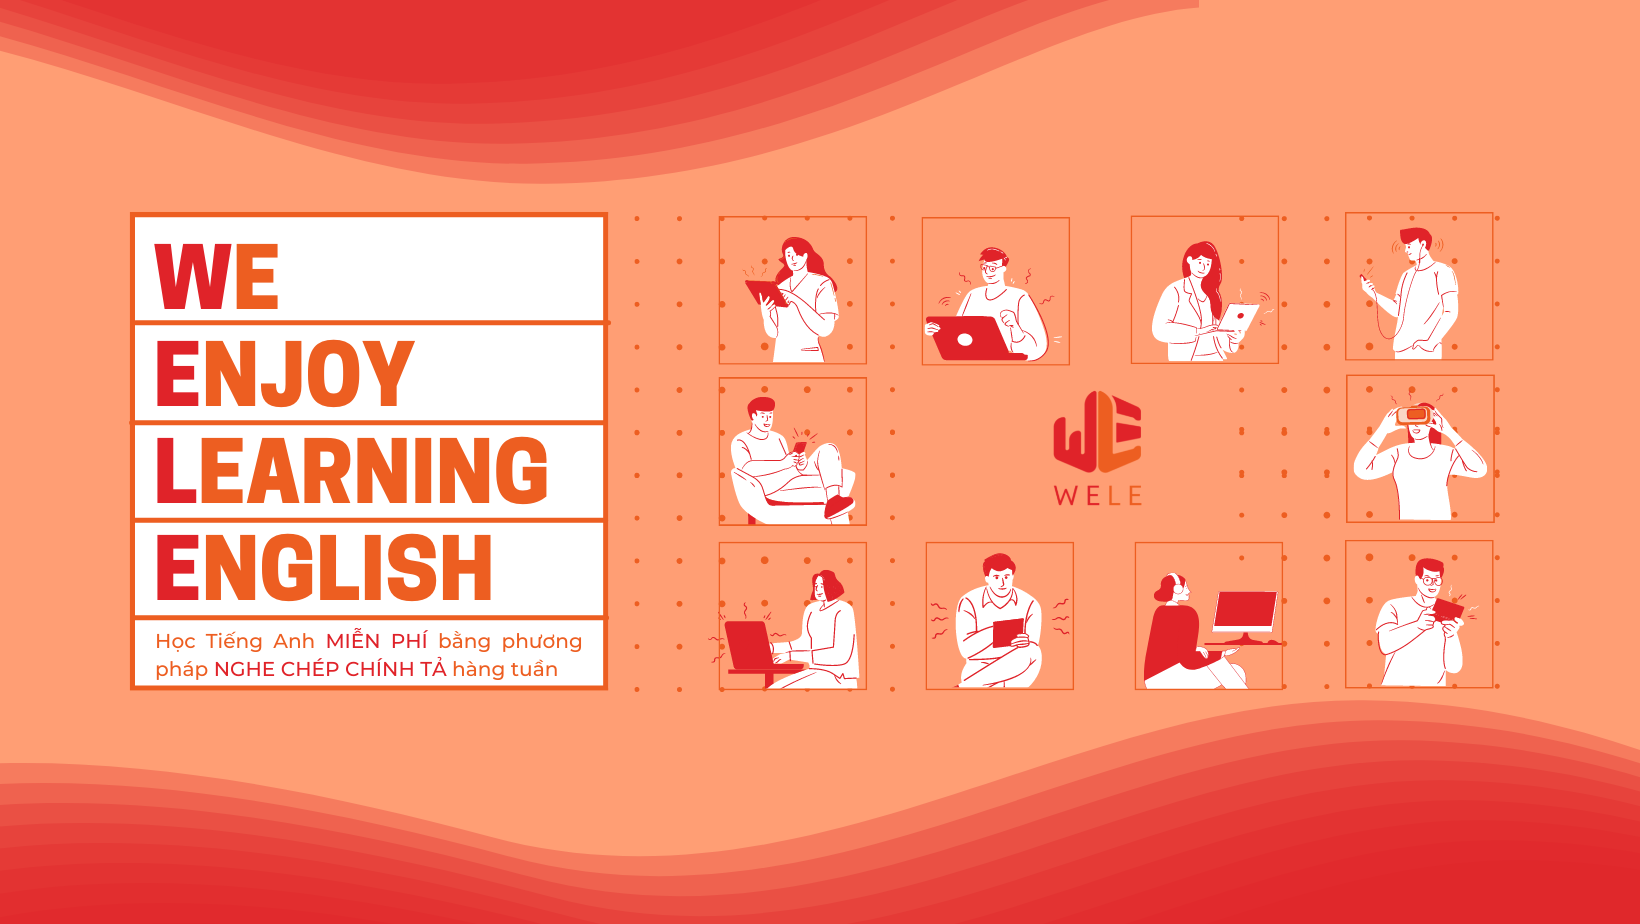 WE
ENJOY
LEARNING
ENGLISH
Học Tiếng Anh MIỄN PHÍ bằng phương
pháp NGHE CHÉP CHÍNH TẢ hàng tuần
WE
WELE